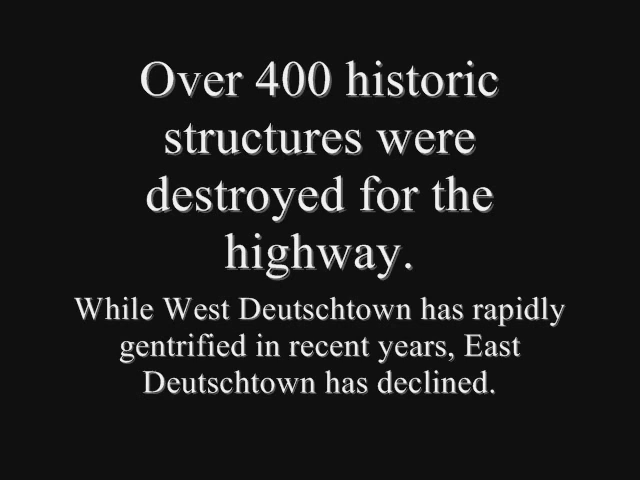 Over 400 historic
structures were
destroyed for the
highway.
While West Deutschtown has rapidly
gentrified in recent years, East
Deutschtown has declined.